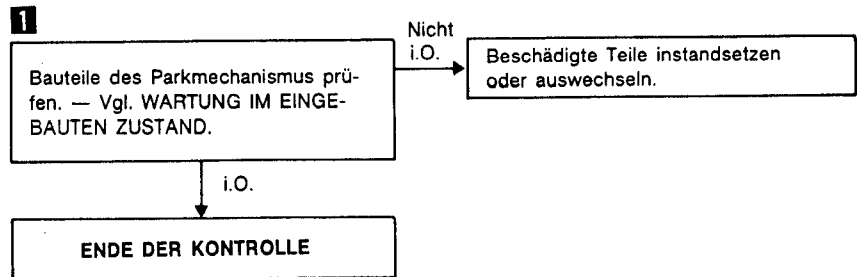 1
Nicht
i.O.
Beschädigte Teile instandsetzen
oder auswechseln.
Bauteile des Parkmechanismus prü-
fen. — Vgl. WARTUNG IM EINGE-
BAUTEN ZUSTAND.
i.O.
ENDE DER KONTROLLE